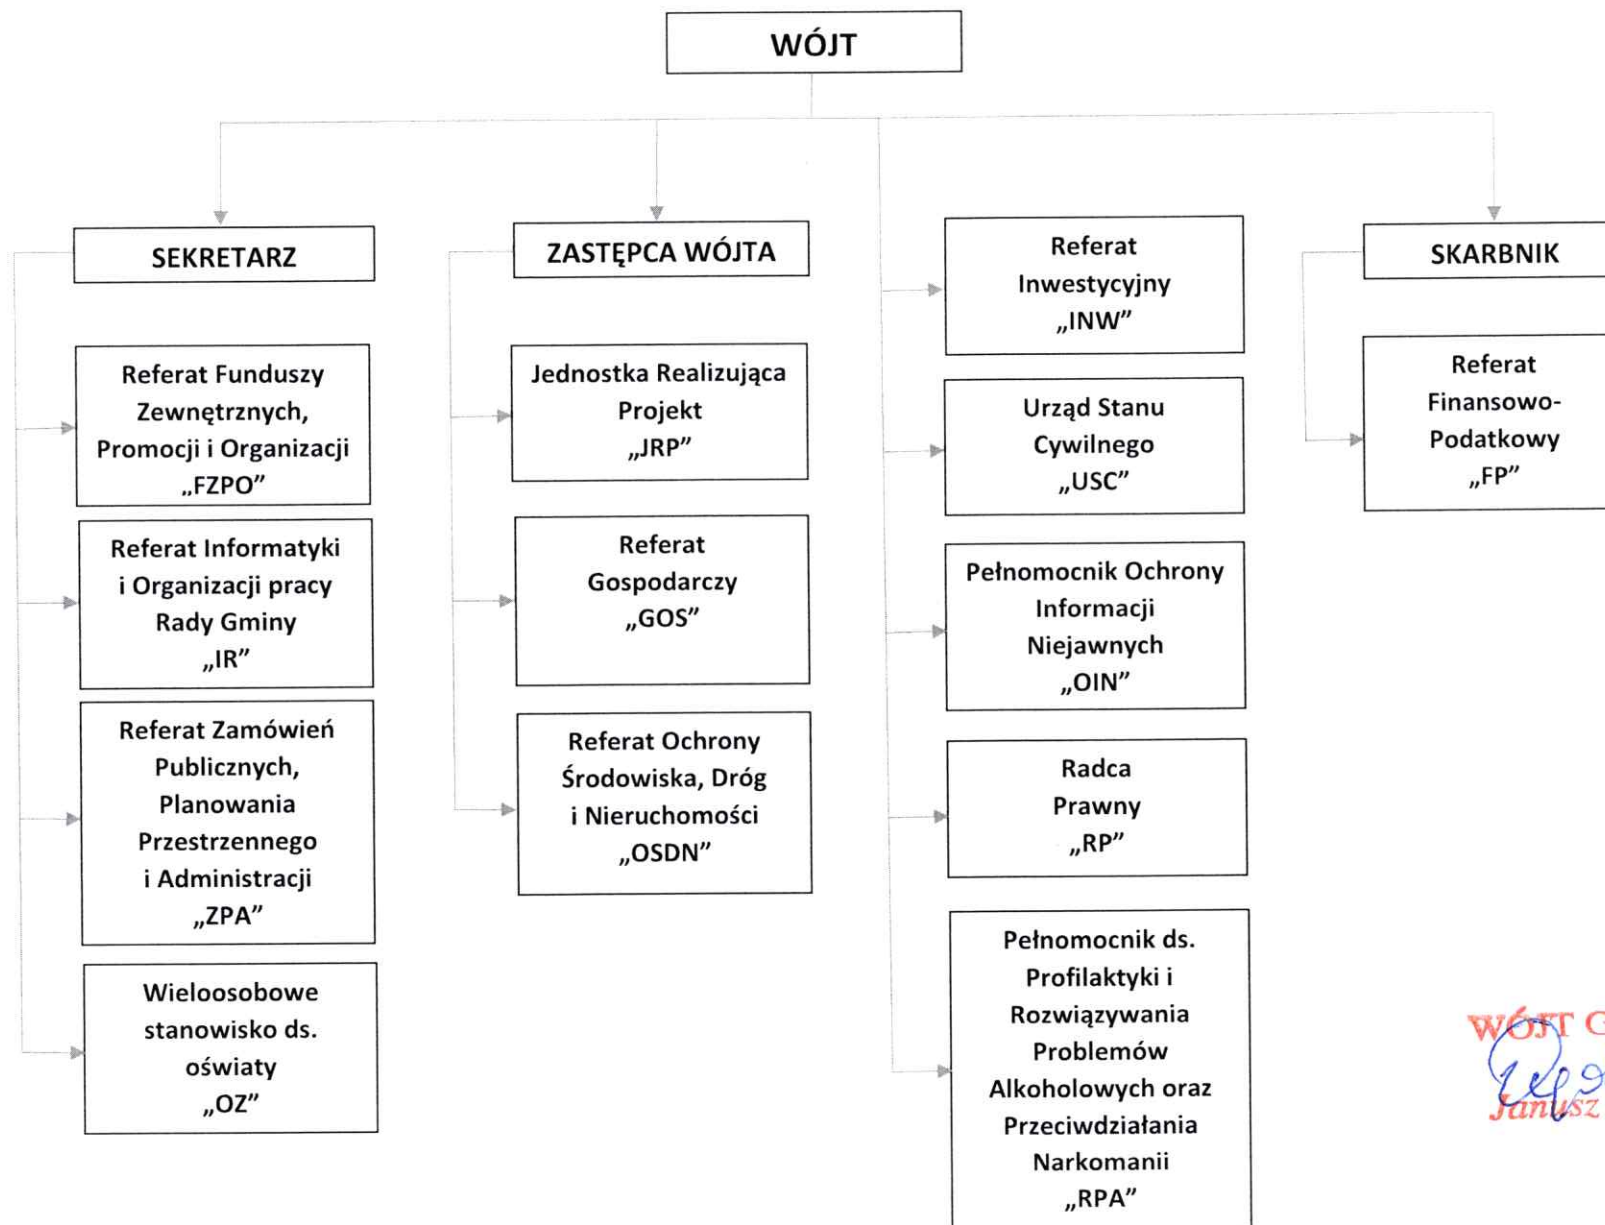 WÓJT
SEKRETARZ
Referat Funduszy
Zewnętrznych,
Promocji i Organizacji
„FZPO”
Referat Informatyki
i Organizacji pracy
Rady Gminy
„IR”
Referat Zamówień
Publicznych,
Planowania
Przestrzennego
i Administracji
„ZPA”
Wieloosobowe
stanowisko ds.
oświaty
„OZ”
ZASTĘPCA WÓJTA
Jednostka Realizująca
Projekt
„JRP”
Referat
Gospodarczy
„GOS”
Referat Ochrony
Środowiska, Dróg
i Nieruchomości
„OSDN”
Referat
Inwestycyjny
„INW”
Urząd Stanu
Cywilnego
„USC”
Pełnomocnik Ochrony
Informacji
Niejawnych
„OIN”
Radca
Prawny
„RP”
Pełnomocnik ds.
Profilaktyki i
Rozwiązywania
Problemów
Alkoholowych oraz
Przeciwdziałania
Narkomanii
„RPA”
SKARBNIK
Referat
Finansowo-
Podatkowy
„FP”
WÓJT G
Janusz